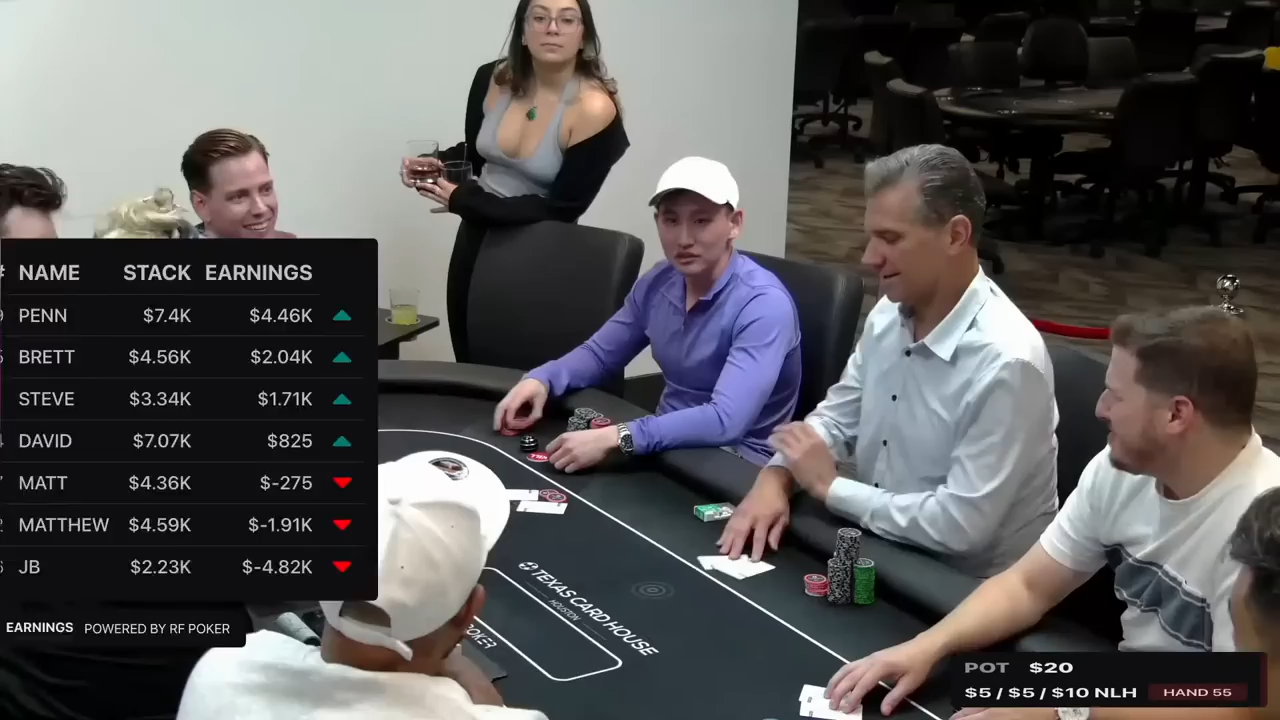 NAME STACK EARNINGS
PENN $7.4K $4.46K
BRETT $4.56K $2.04K
STEVE $3.34K $1.71K
DAVID $7.07K $825
MATT $4.36K $-275
MATTHEW $4.59K $-1.91K
JB $2.23K $-4.82K
EARNINGS POWERED BY RF POKER
TEXAS CARD HOUSE
HOUSTON
POKER
POT $20
$5 / $5 / $10 NLH HAND 55